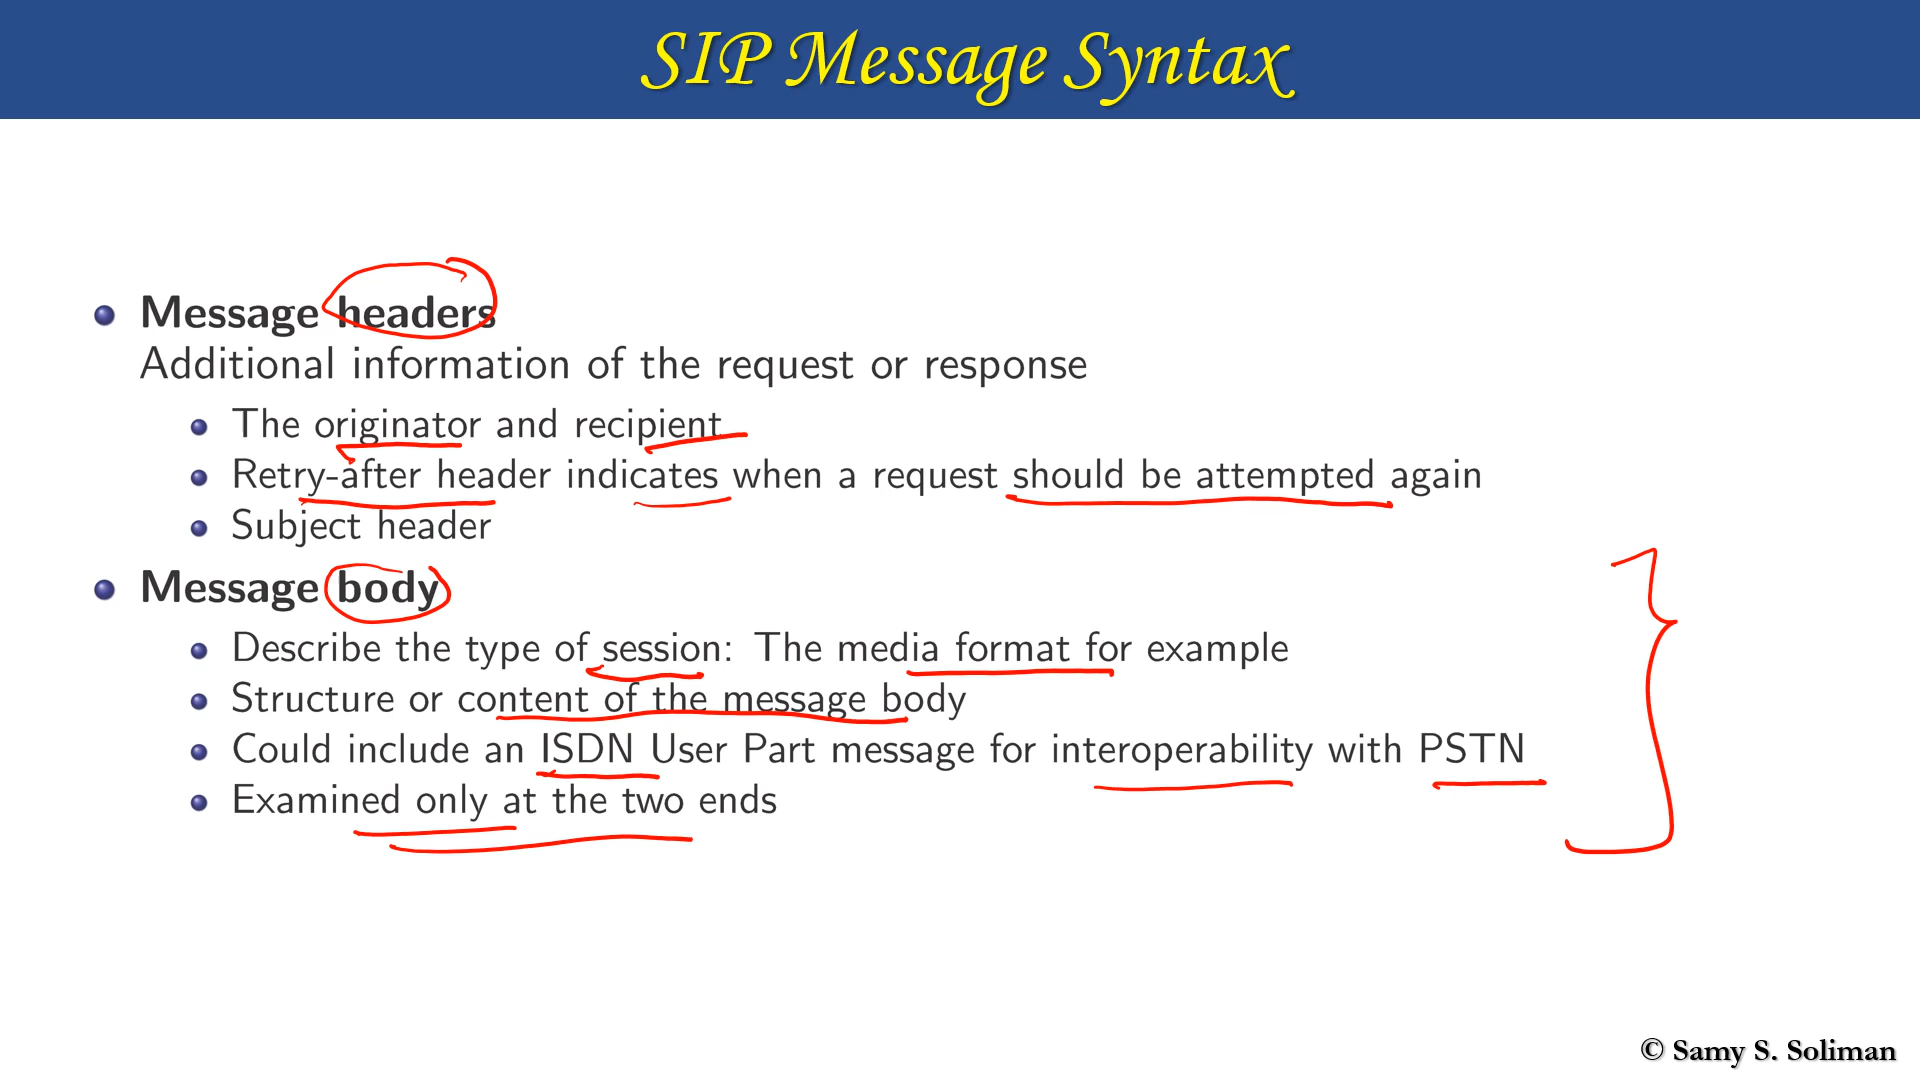 SIP Message Syntax
Message headers
Additional information of the request or response
The originator and recipient
Retry-after header indicates when a request should be attempted again
Subject header
Message body
Describe the type of session: The media format for example
Structure or content of the message body
Could include an ISDN User Part message for interoperability with PSTN
Examined only at the two ends
© Samy S. Soliman